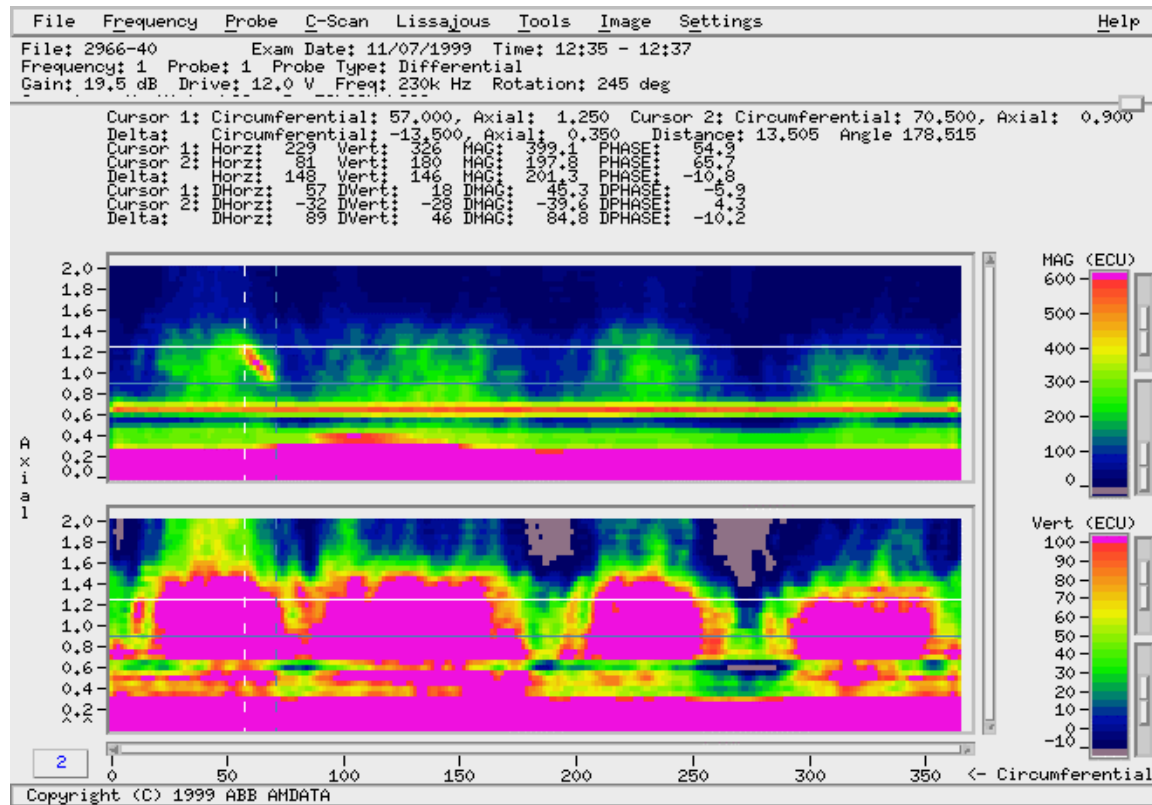 File Frequency Probe C-Scan Lissajous Tools Image Settings Help
File: 2966-40 Exam Date: 11/07/1999 Time: 12:35 - 12:37
Frequency: 1 Probe: 1 Probe Type: Differential
Gain: 19.5 dB Drive: 12.0 V Freq: 230k Hz Rotation: 245 deg
Cursor 1: Circumferential: 57.000, Axial: 1.250 Cursor 2: Circumferential: 70.500, Axial: 0.900
Delta: Circumferential: -13.500, Axial: 0.350 Distance: 13.505 Angle 178.515
Cursor 1: Horz: 229 Vert: 326 MAG: 399.1 PHASE: 54.9
Cursor 2: Horz: 81 Vert: 180 MAG: 197.8 PHASE: 65.7
Delta: Horz: 148 Vert: 146 MAG: 201.3 PHASE: -10.8
Cursor 1: DHorz: 57 DVert: 18 DMAG: 45.3 DPHASE: -5.9
Cursor 2: DHorz: -32 DVert: -28 DMAG: -39.6 DPHASE: 4.3
Delta: DHorz: 89 DVert: 46 DMAG: 84.8 DPHASE: -10.2
MAG (ECU)
2.0
1.8
1.6
1.4
1.2
1.0
0.8
0.6
0.4
0.2
0.0
600
500
400
300
200
100
0
Axial
2.0
1.8
1.6
1.4
1.2
1.0
0.8
0.6
0.4
0.2
Vert (ECU)
100
90
80
70
60
50
40
30
20
10
0
-10
2
0 50 100 150 200 250 300 350 <- Circumferential
Copyright (C) 1999 ABB AMDATA